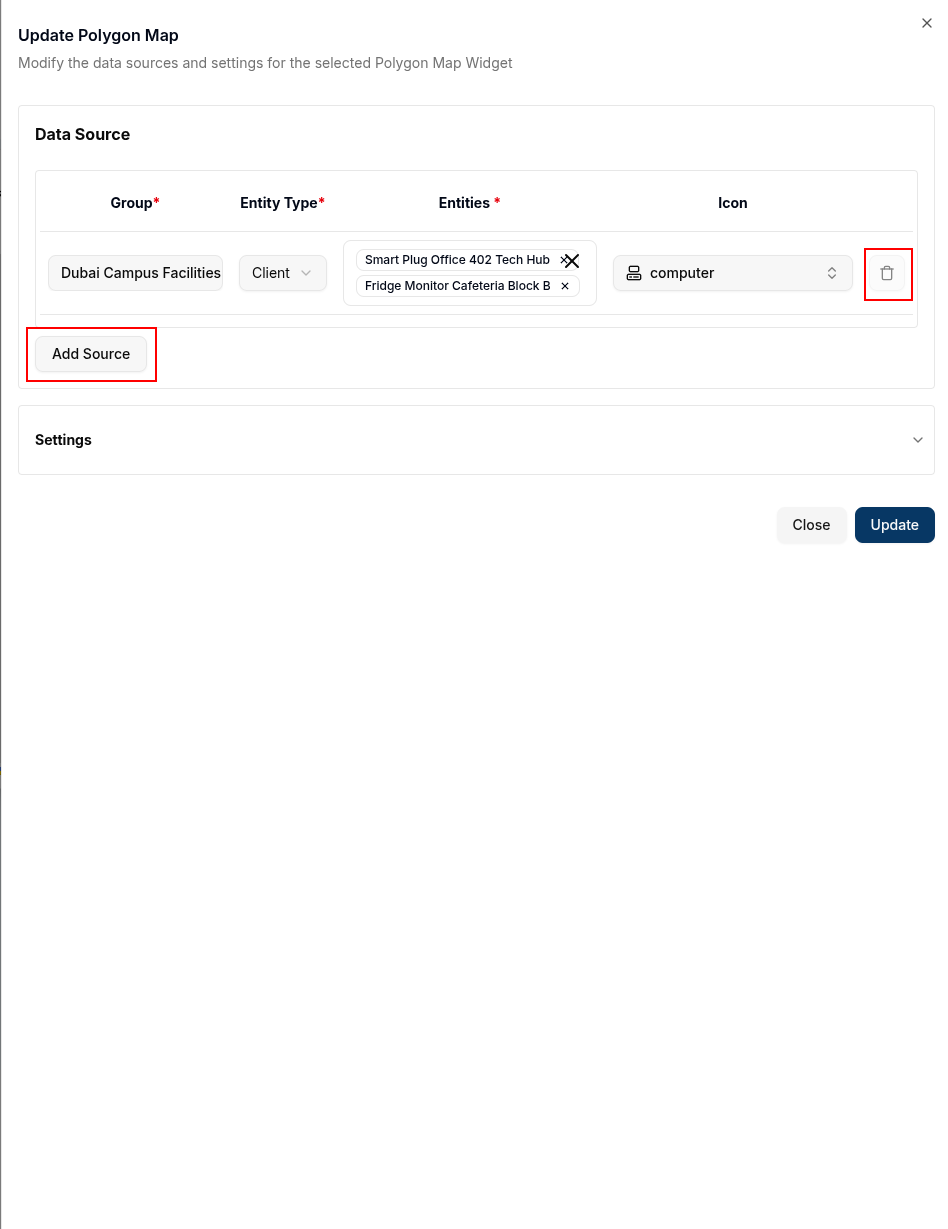 Update Polygon Map
Modify the data sources and settings for the selected Polygon Map Widget
Data Source
Group* Entity Type* Entities * Icon
Dubai Campus Facilities Client Smart Plug Office 402 Tech Hub computer
Fridge Monitor Cafeteria Block B
Add Source
Settings
Close Update